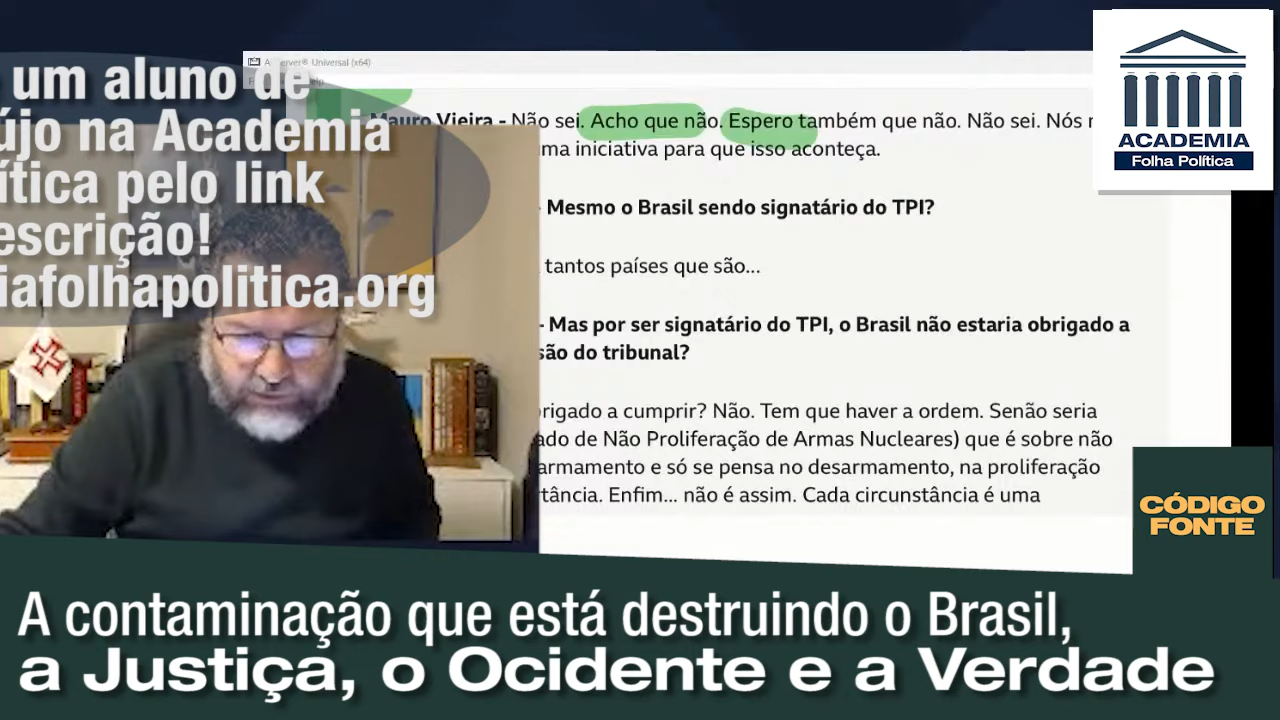 um aluno de
újo na Academia
ítica pelo link
escrição!
iafolhapolitica.org
Universal (x64)
Mauro Vieira - Não sei. Acho que não. Espero também que não. Não sei. Nós
ma iniciativa para que isso aconteça.
- Mesmo o Brasil sendo signatário do TPI?
tantos países que são...
- Mas por ser signatário do TPI, o Brasil não estaria obrigado a
são do tribunal?
brigado a cumprir? Não. Tem que haver a ordem. Senão seria
ado de Não Proliferação de Armas Nucleares) que é sobre não
armamento e só se pensa no desarmamento, na proliferação
rtância. Enfim... não é assim. Cada circunstância é uma
ACADEMIA
Folha Política
CÓDIGO
FONTE
A contaminação que está destruindo o Brasil,
a Justiça, o Ocidente e a Verdade